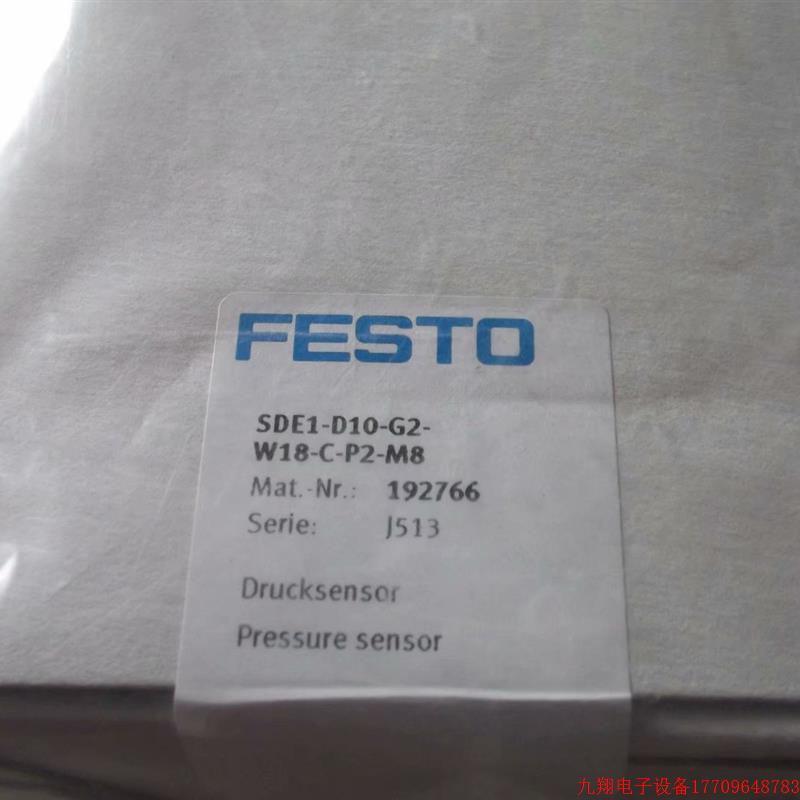 FESTO
SDE1-D10-G2-
W18-C-P2-M8
Mat.-Nr.: 192766
Serie: J513
Drucksensor
Pressure sensor
九翔电子设备17709648783